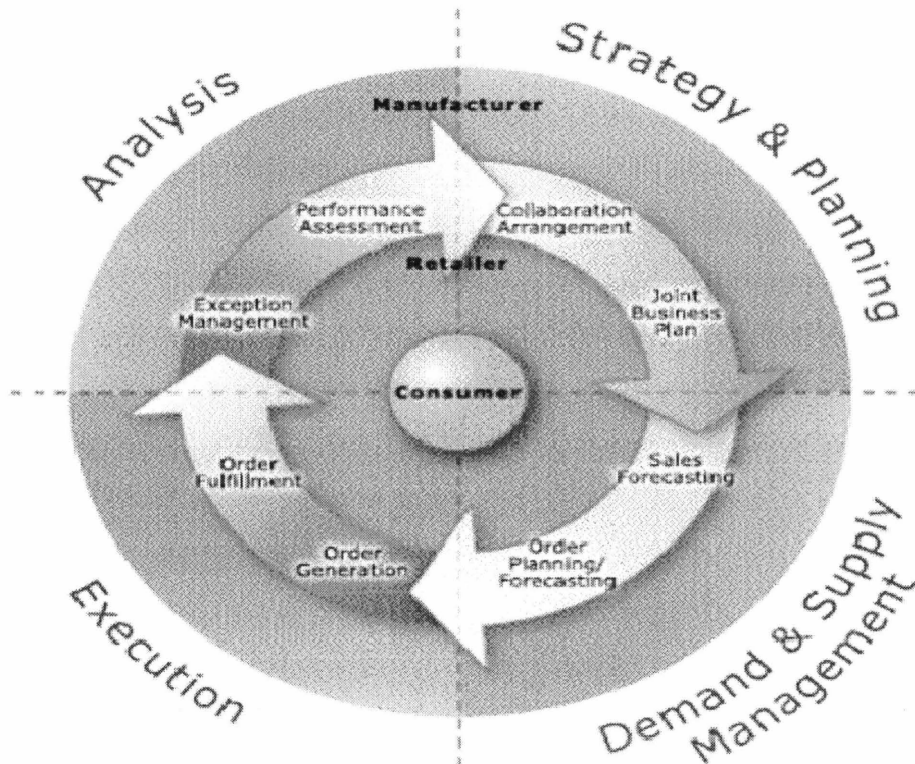 Analysis
Strategy & Planning
Manufacturer
Performance
Assessment
Collaboration
Arrangement
Retailer
Exception
Management
Joint
Business
Plan
Consumer
Order
Fulfillment
Sales
Forecasting
Order
Generation
Order
Planning/
Forecasting
Execution
Demand & Supply
Management